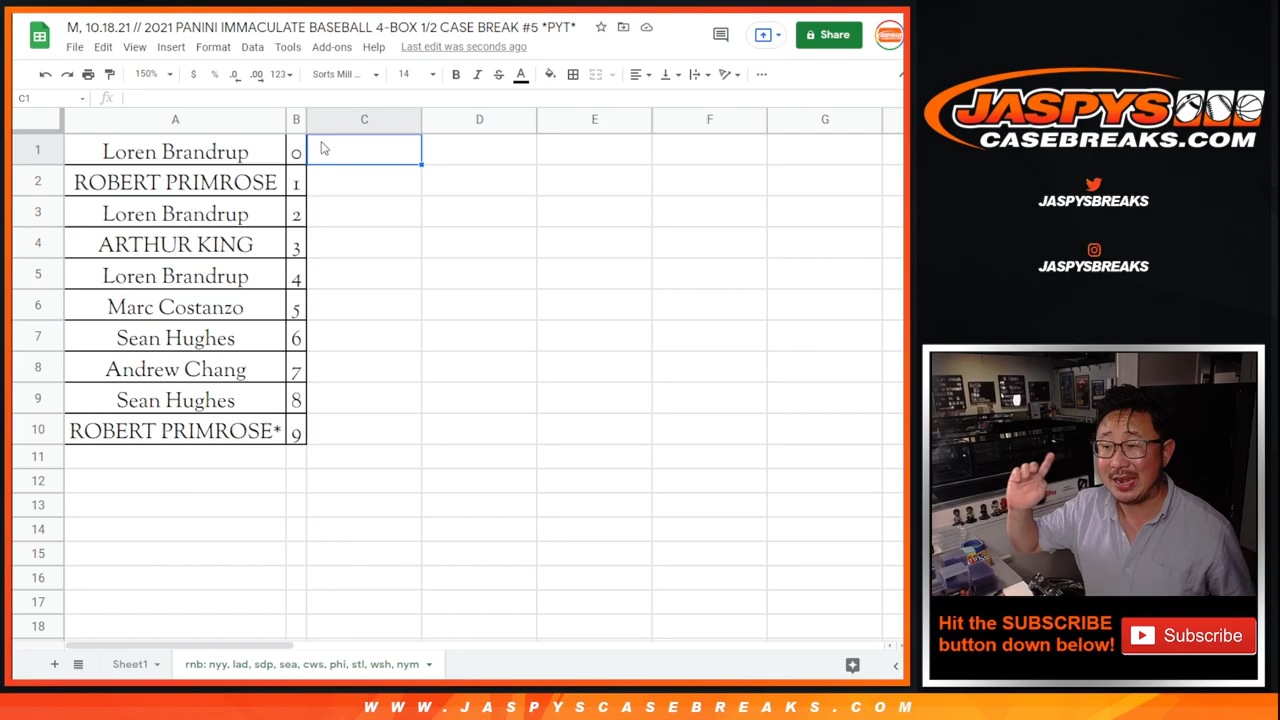 M, 10.18.21 // 2021 PANINI IMMACULATE BASEBALL 4-BOX 1/2 CASE BREAK #5 *PYT*
File Edit View Insert Format Data Tools Add-ons Help Last edit was seconds ago
Share
150% $ % .0 .00 123 Sorts Mill ... 14 B I S A
C1 fx
A B C D E F G
1 Loren Brandrup 0
2 ROBERT PRIMROSE 1
3 Loren Brandrup 2
4 ARTHUR KING 3
5 Loren Brandrup 4
6 Marc Costanzo 5
7 Sean Hughes 6
8 Andrew Chang 7
9 Sean Hughes 8
10 ROBERT PRIMROSE* 9
11
12
13
14
15
16
17
18
Sheet1 rnb: nyy, lad, sdp, sea, cws, phi, stl, wsh, nym
JASPYS
CASEBREAKS.COM
JASPYSBREAKS
JASPYSBREAKS
Hit the SUBSCRIBE
button down below!
Subscribe
WWW.JASPYSCASEBREAKS.COM